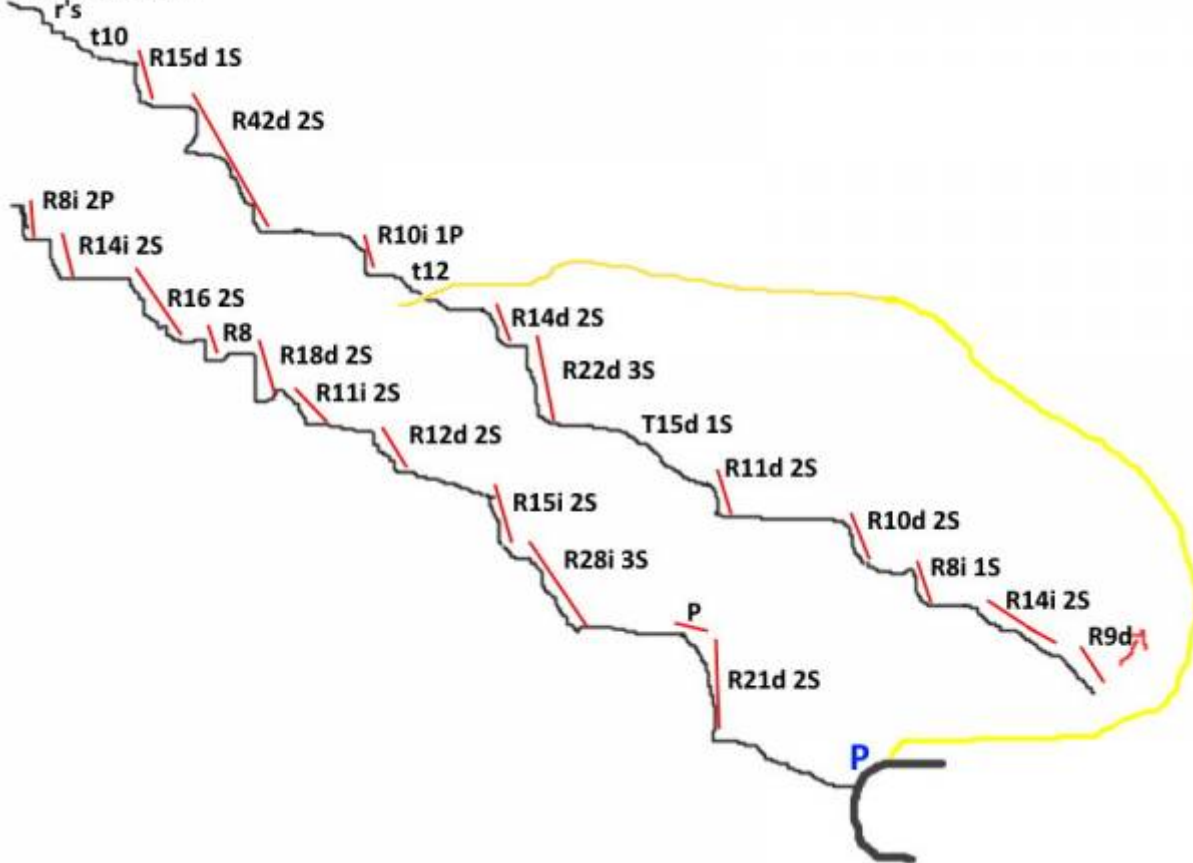 r's
t10
R15d 1S
R42d 2S
R10i 1P
t12
R14d 2S
R22d 3S
T15d 1S
R11d 2S
R10d 2S
R8i 1S
R14i 2S
R9d
R8i 2P
R14i 2S
R16 2S
R8
R18d 2S
R11i 2S
R12d 2S
R15i 2S
R28i 3S
P
R21d 2S
P